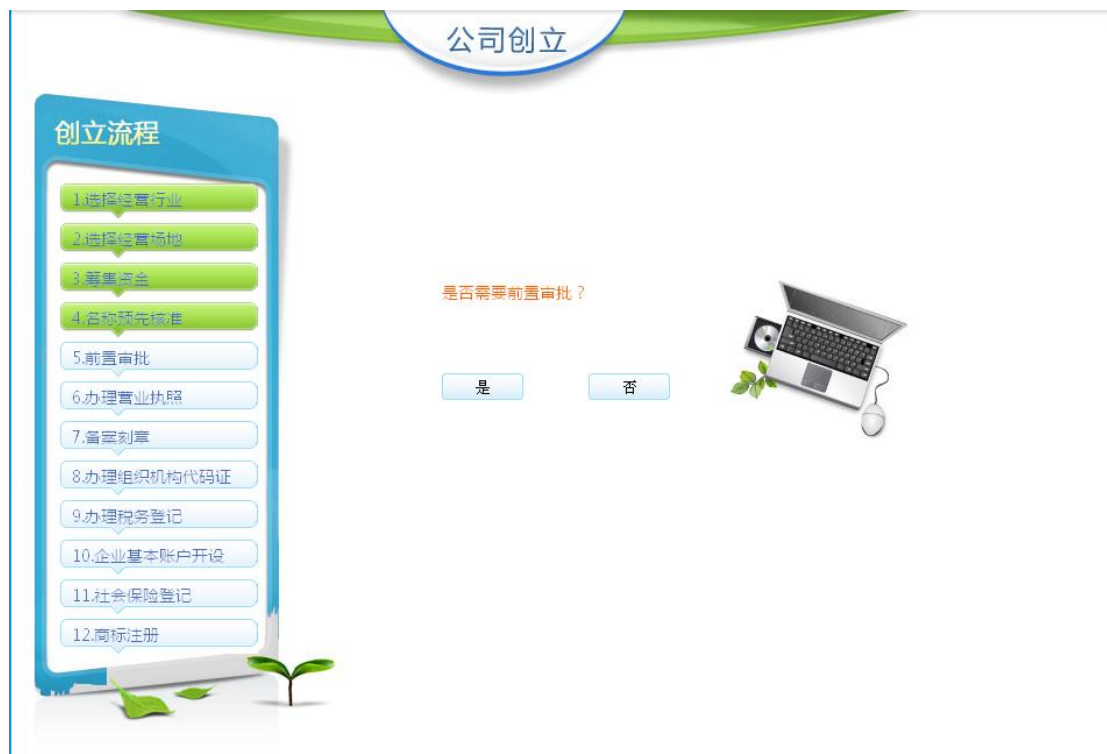 公司创立
创立流程
1.选择经营行业
2.选择经营场地
3.筹集资金
4.名称预先核准
5.前置审批
6.办理营业执照
7.备案刻章
8.办理组织机构代码证
9.办理税务登记
10.企业基本账户开设
11.社会保险登记
12.商标注册
是否需要前置审批？
是
否